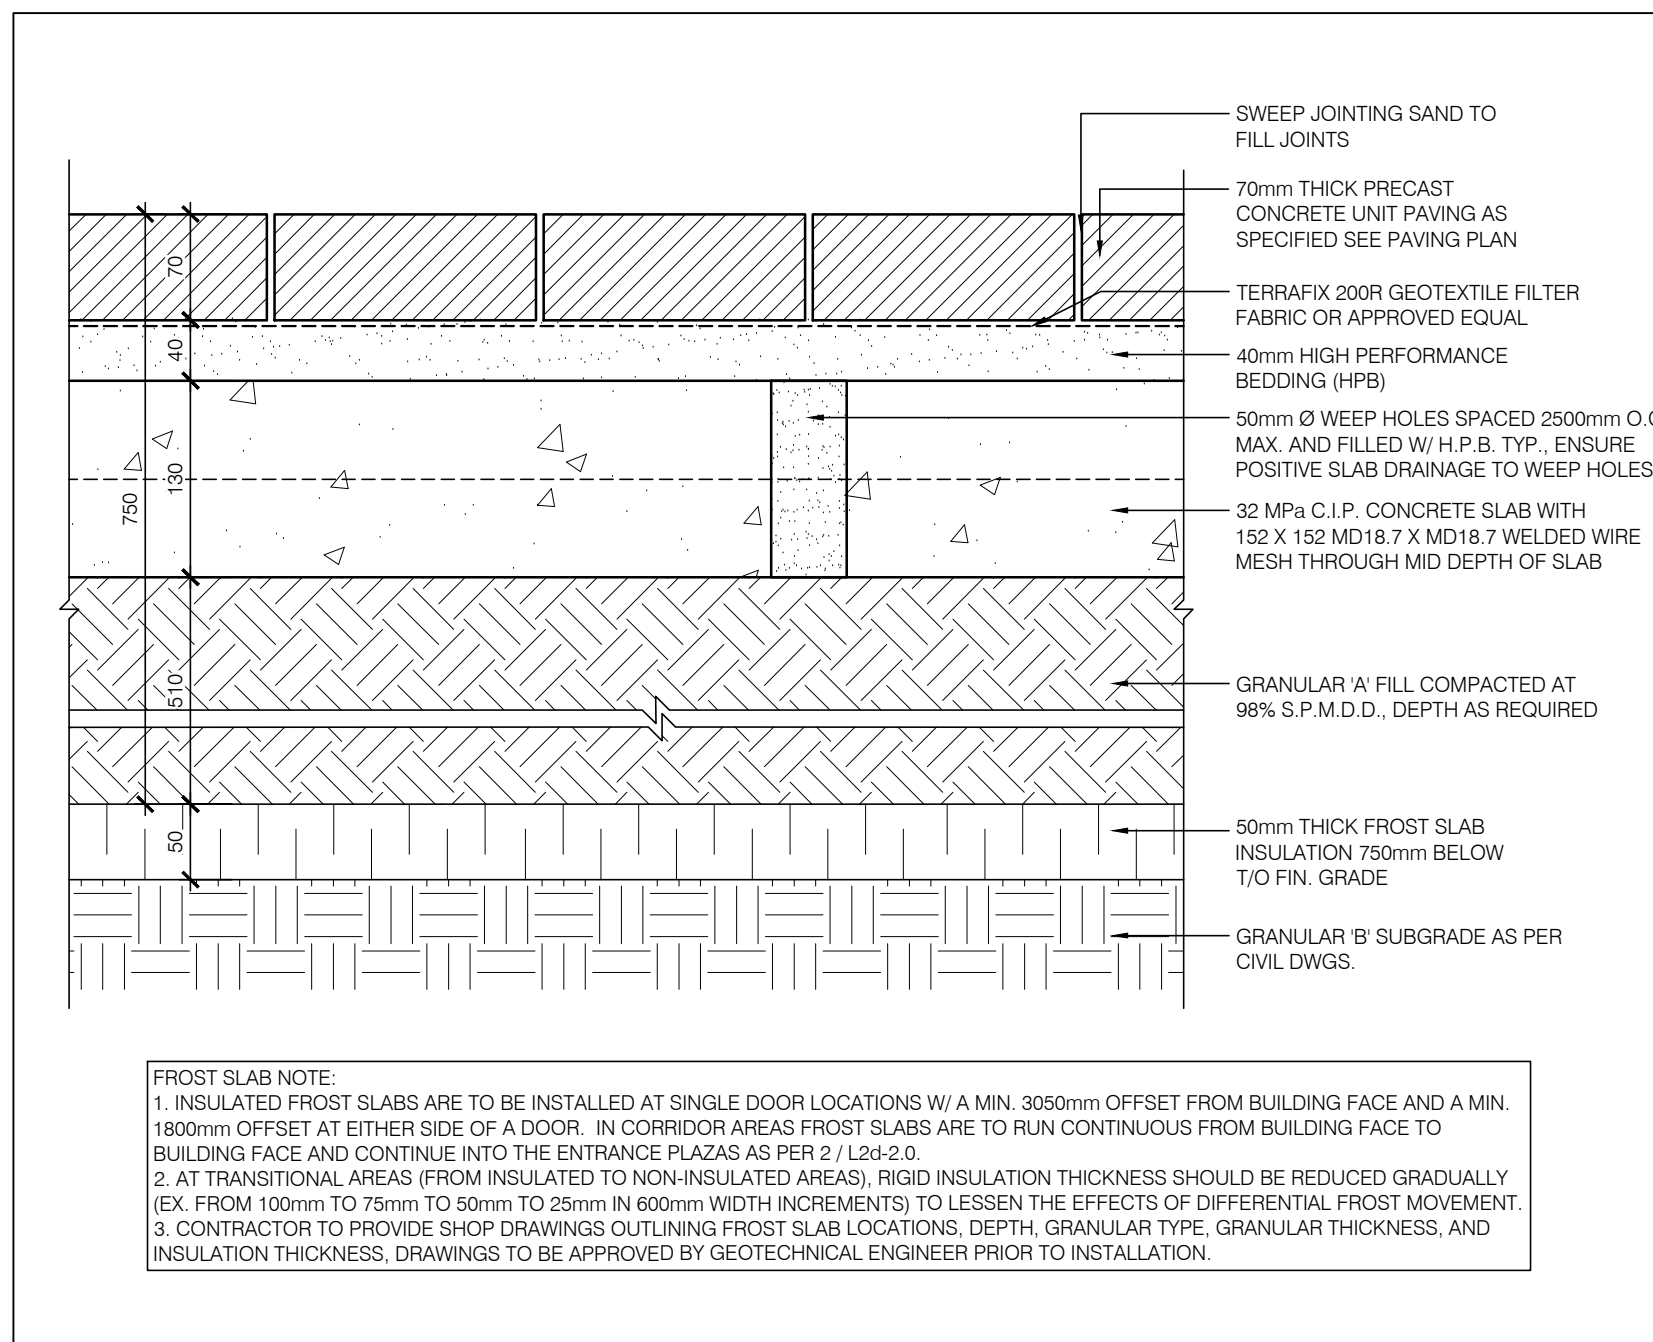 SWEEP JOINTING SAND TO
FILL JOINTS
70mm THICK PRECAST
CONCRETE UNIT PAVING AS
SPECIFIED SEE PAVING PLAN
TERRAFIX 200R GEOTEXTILE FILTER
FABRIC OR APPROVED EQUAL
40mm HIGH PERFORMANCE
BEDDING (HPB)
50mm Ø WEEP HOLES SPACED 2500mm O.C
MAX. AND FILLED W/ H.P.B. TYP., ENSURE
POSITIVE SLAB DRAINAGE TO WEEP HOLES
32 MPa C.I.P. CONCRETE SLAB WITH
152 X 152 MD18.7 X MD18.7 WELDED WIRE
MESH THROUGH MID DEPTH OF SLAB
GRANULAR 'A' FILL COMPACTED AT
98% S.P.M.D.D., DEPTH AS REQUIRED
50mm THICK FROST SLAB
INSULATION 750mm BELOW
T/O FIN. GRADE
GRANULAR 'B' SUBGRADE AS PER
CIVIL DWGS.
70
40
130
750
510
50
FROST SLAB NOTE:
1. INSULATED FROST SLABS ARE TO BE INSTALLED AT SINGLE DOOR LOCATIONS W/ A MIN. 3050mm OFFSET FROM BUILDING FACE AND A MIN.
1800mm OFFSET AT EITHER SIDE OF A DOOR. IN CORRIDOR AREAS FROST SLABS ARE TO RUN CONTINUOUS FROM BUILDING FACE TO
BUILDING FACE AND CONTINUE INTO THE ENTRANCE PLAZAS AS PER 2 / L2d-2.0.
2. AT TRANSITIONAL AREAS (FROM INSULATED TO NON-INSULATED AREAS), RIGID INSULATION THICKNESS SHOULD BE REDUCED GRADUALLY
(EX. FROM 100mm TO 75mm TO 50mm TO 25mm IN 600mm WIDTH INCREMENTS) TO LESSEN THE EFFECTS OF DIFFERENTIAL FROST MOVEMENT.
3. CONTRACTOR TO PROVIDE SHOP DRAWINGS OUTLINING FROST SLAB LOCATIONS, DEPTH, GRANULAR TYPE, GRANULAR THICKNESS, AND
INSULATION THICKNESS, DRAWINGS TO BE APPROVED BY GEOTECHNICAL ENGINEER PRIOR TO INSTALLATION.